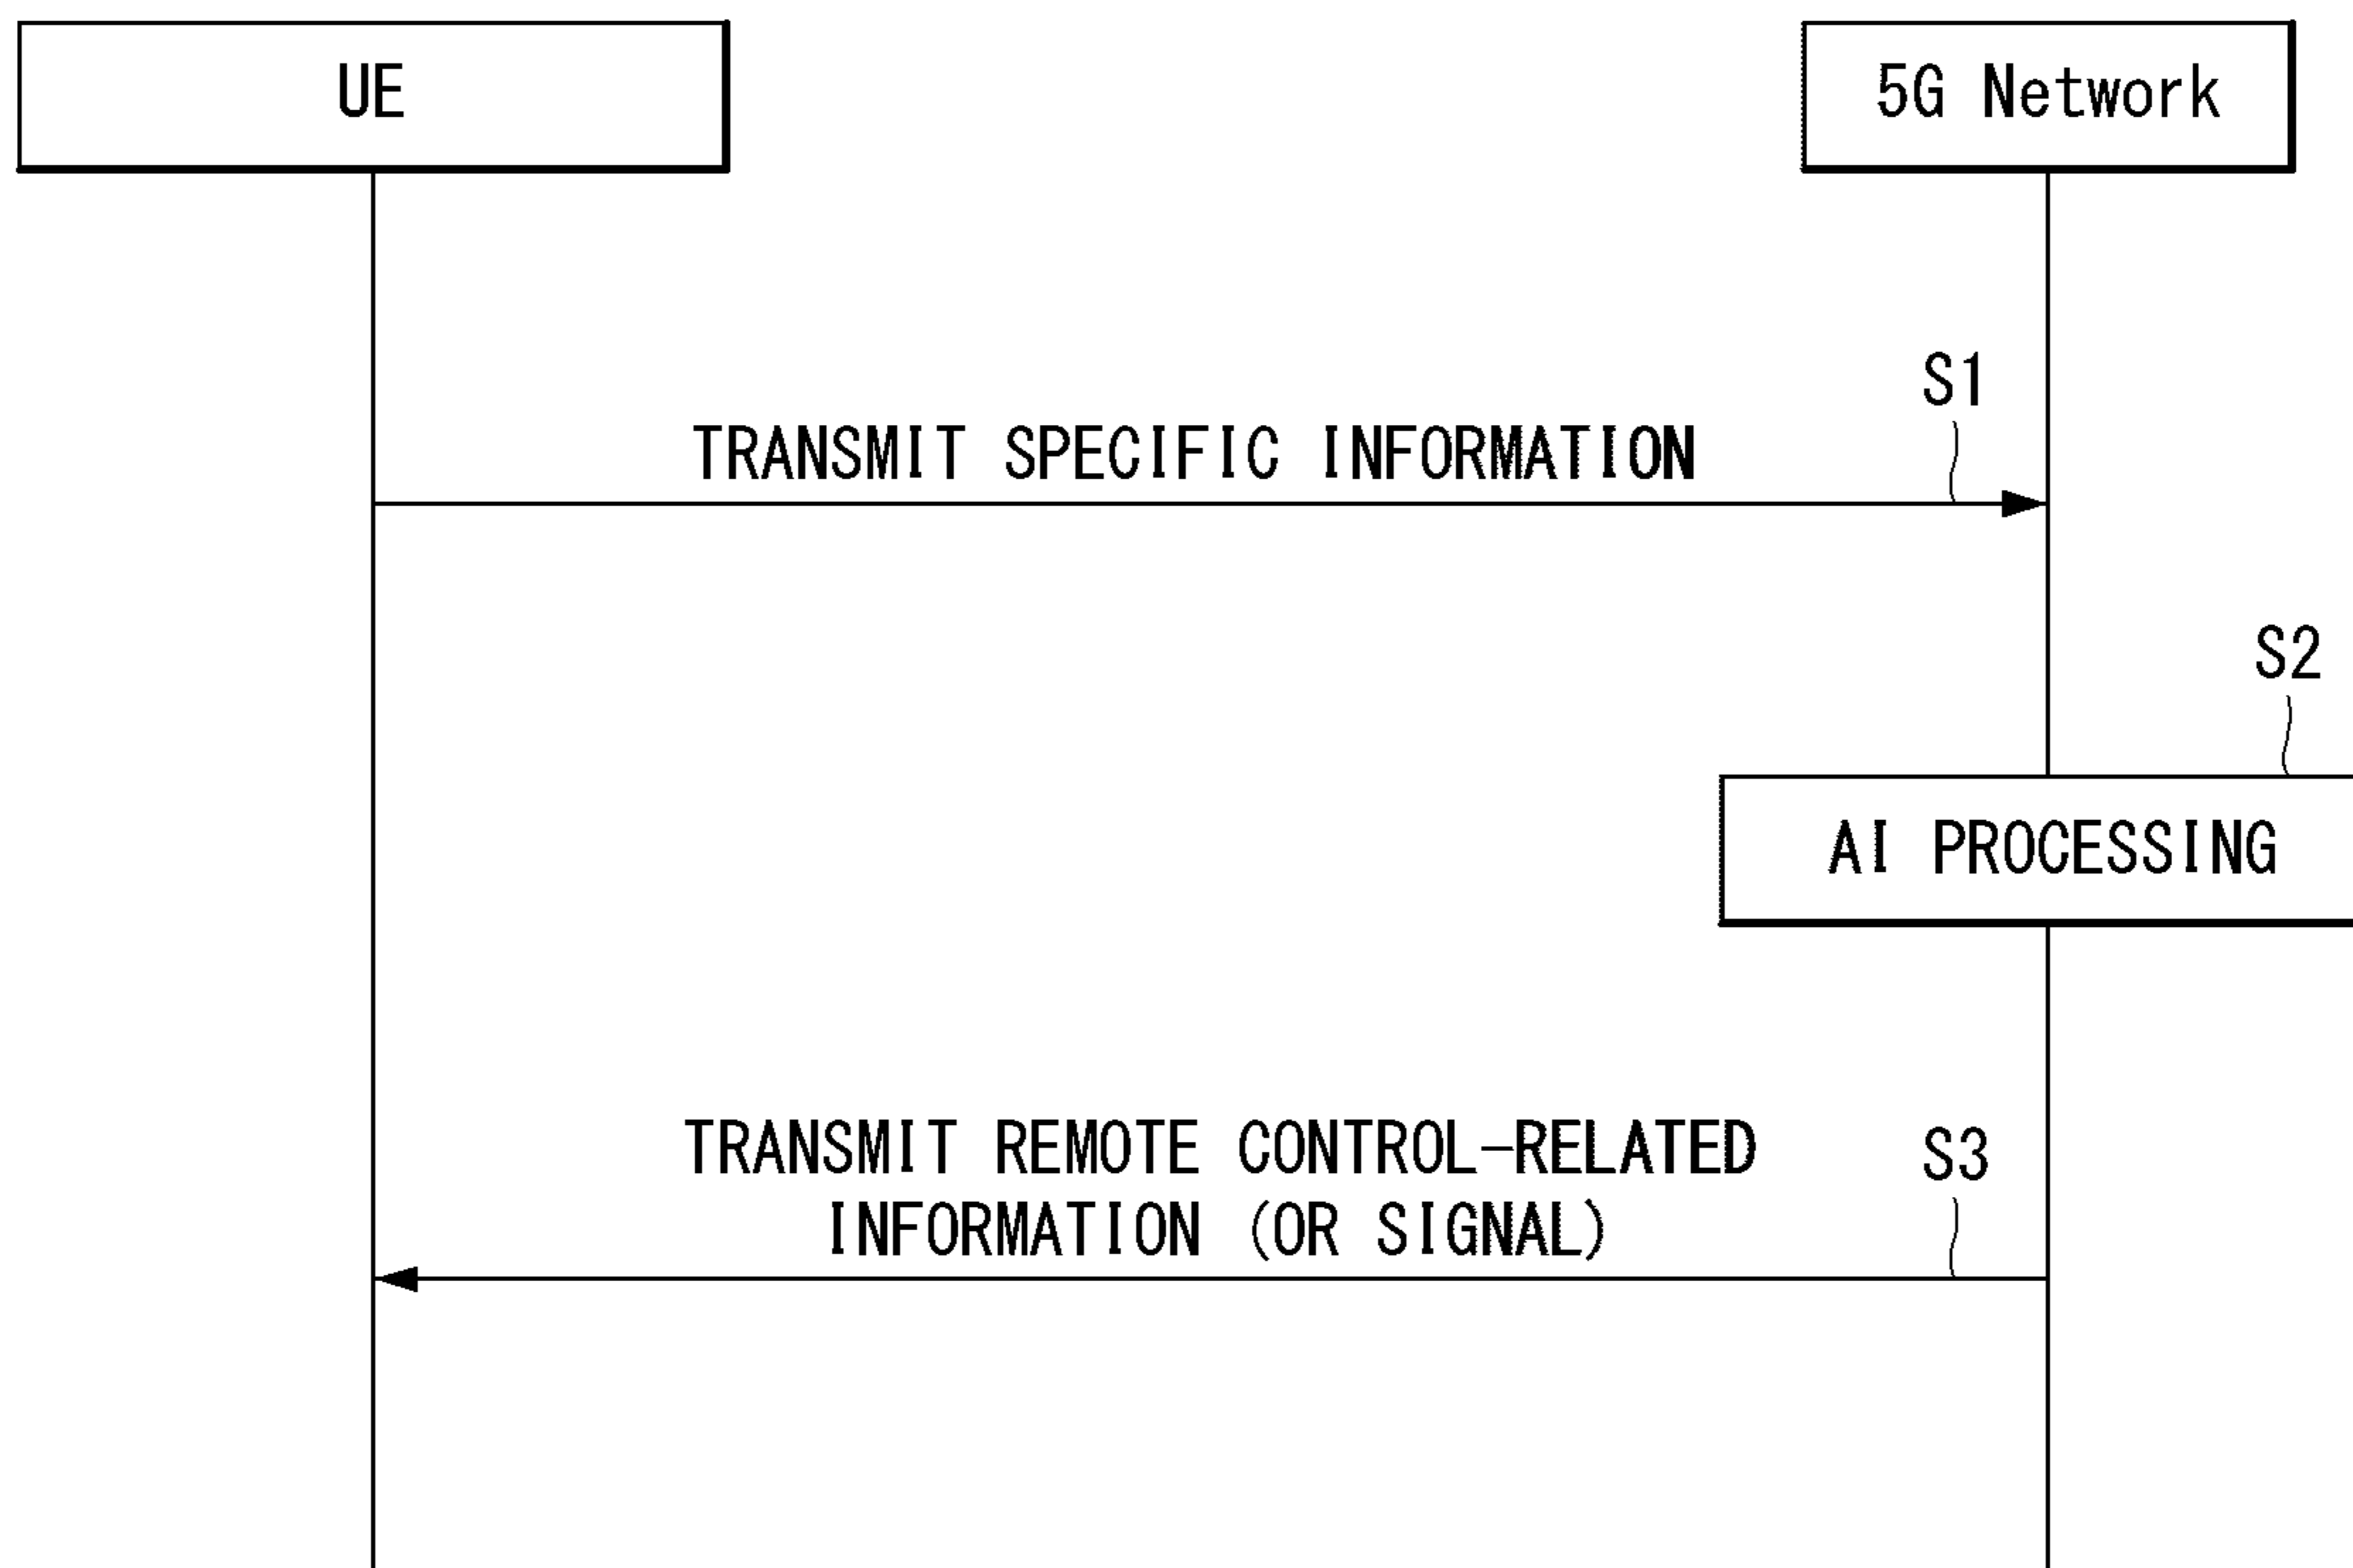 UE
5G Network
S1
TRANSMIT SPECIFIC INFORMATION
S2
AI PROCESSING
TRANSMIT REMOTE CONTROL-RELATED
S3
INFORMATION (OR SIGNAL)